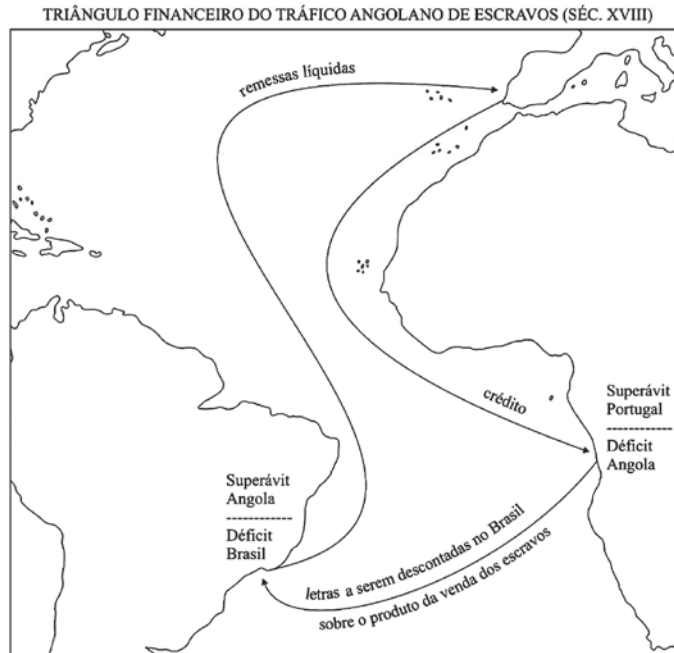 TRIÂNGULO FINANCEIRO DO TRÁFICO ANGOLANO DE ESCRAVOS (SÉC. XVIII)
remessas líquidas
crédito
Superávit
Portugal
------------
Déficit
Angola
Superávit
Angola
------------
Déficit
Brasil
letras a serem descontadas no Brasil
sobre o produto da venda dos escravos